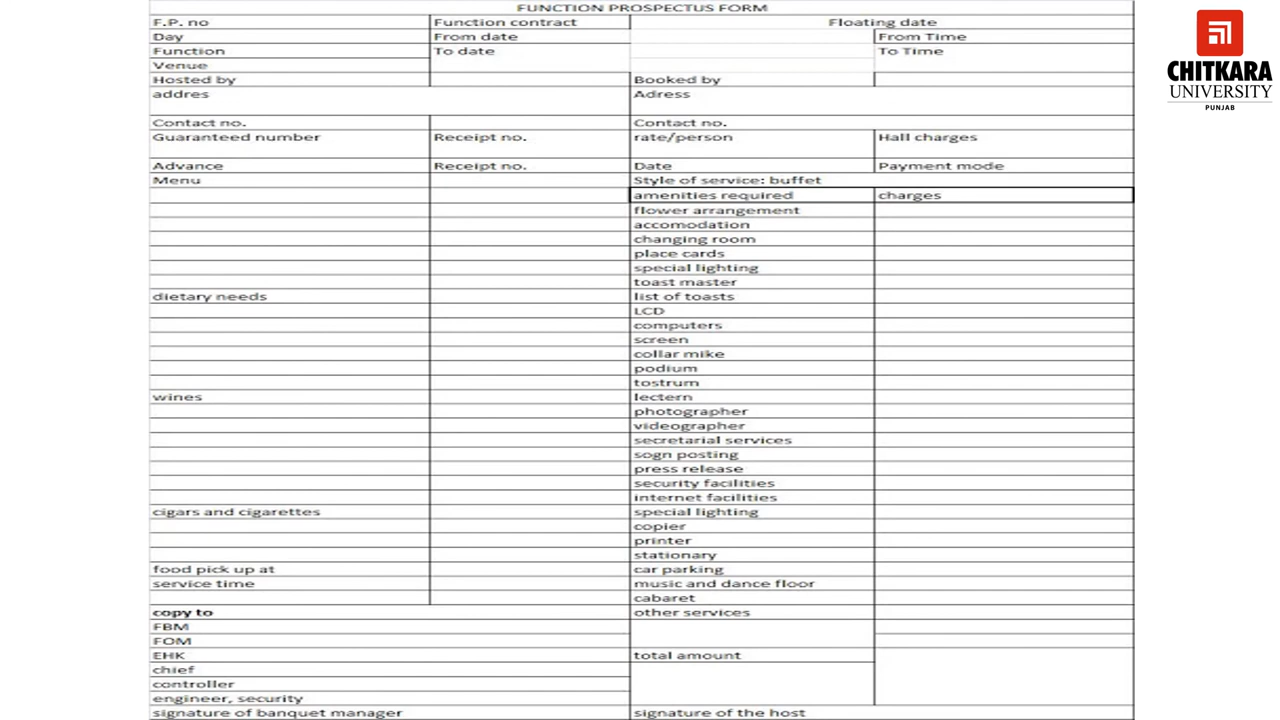 FUNCTION PROSPECTUS FORM
F.P. no Function contract Floating date
Day From date From Time
Function To date To Time
Venue
Hosted by Booked by
addres Adress
Contact no. Contact no.
Guaranteed number Receipt no. rate/person Hall charges
Advance Receipt no. Date Payment mode
Menu Style of service: buffet
amenities required charges
flower arrangement
accomodation
changing room
place cards
special lighting
toast master
dietary needs list of toasts
LCD
computers
screen
collar mike
podium
tostrum
wines lectern
photographer
videographer
secretarial services
sogn posting
press release
security facilities
internet facilities
cigars and cigarettes special lighting
copier
printer
stationary
food pick up at car parking
service time music and dance floor
cabaret
copy to other services
FBM
FOM
EHK total amount
chief
controller
engineer, security
signature of banquet manager signature of the host
CHITKARA
UNIVERSITY
PUNJAB